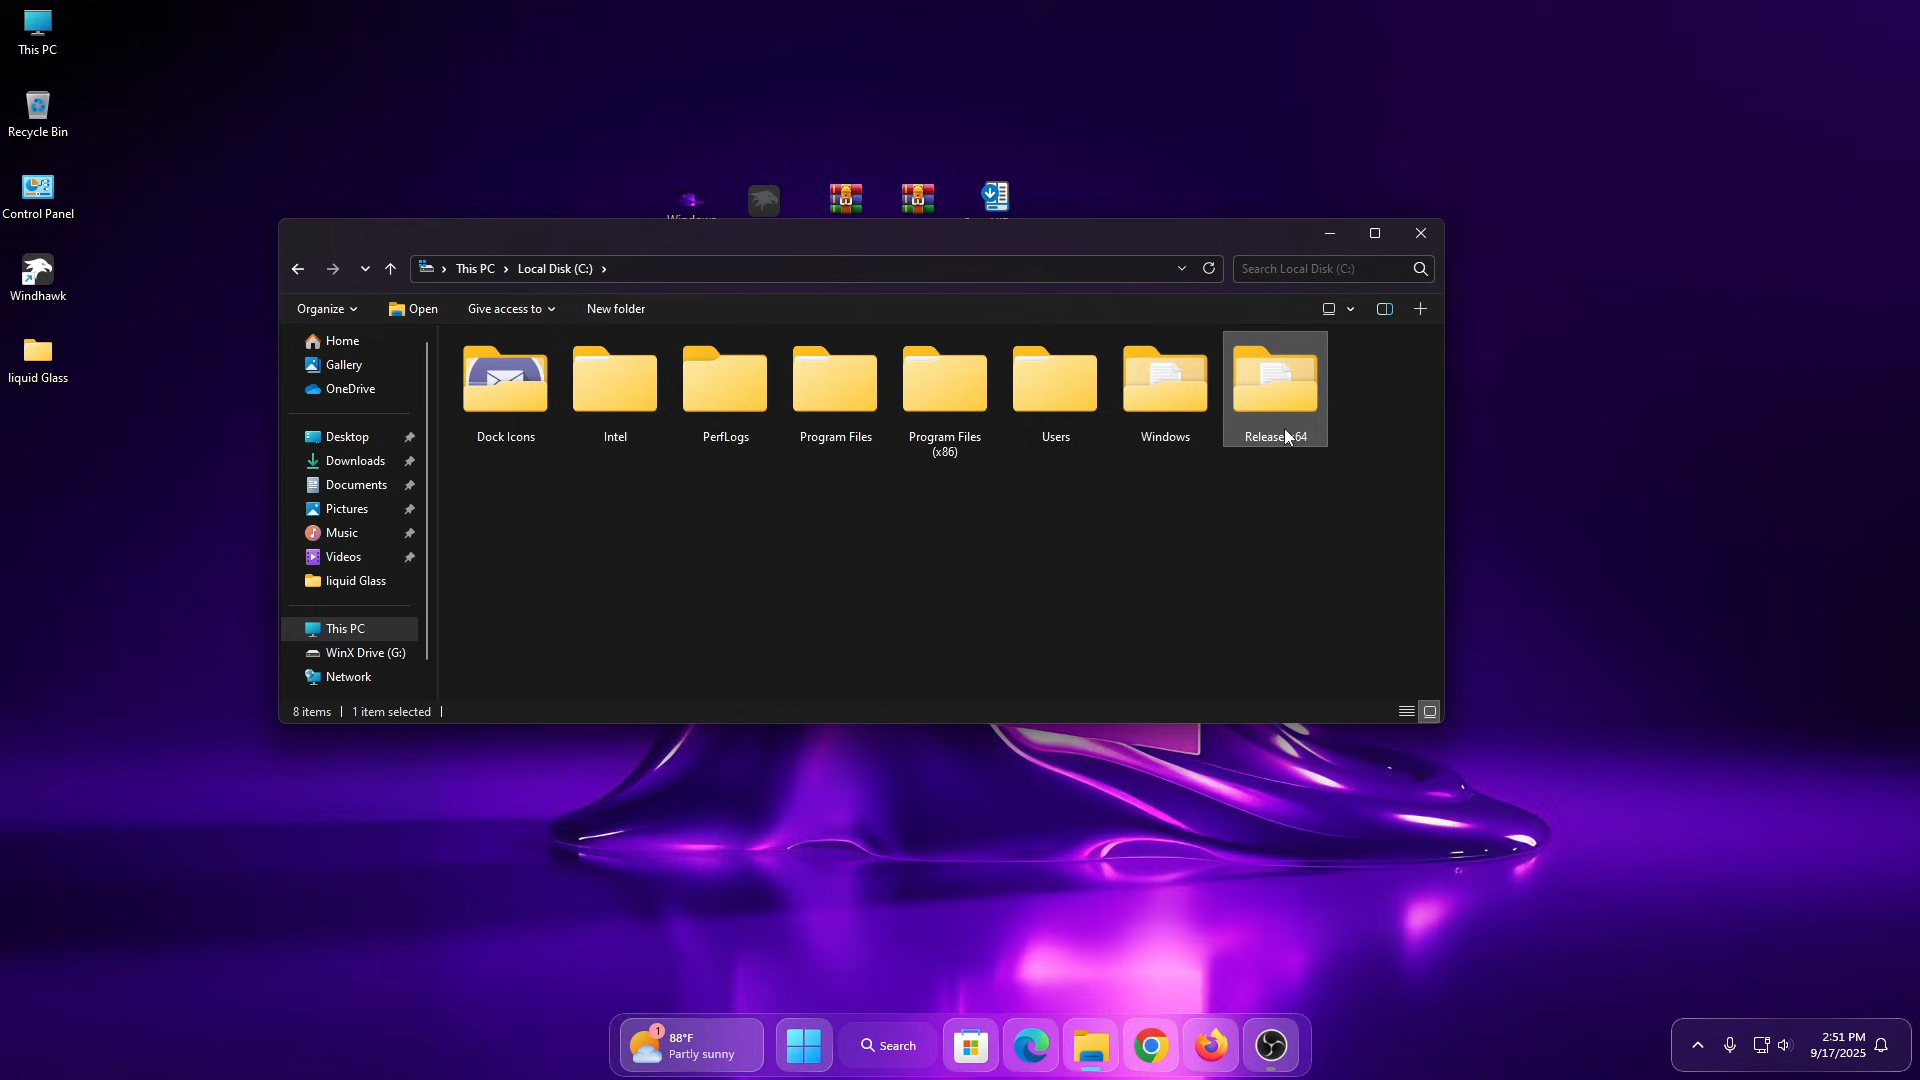 This PC
Recycle Bin
Control Panel
Windhawk
liquid Glass
This PC
Local Disk (C:)
Search Local Disk (C:)
Organize
Open
Give access to
New folder
Home
Gallery
OneDrive
Desktop
Downloads
Documents
Pictures
Music
Videos
liquid Glass
This PC
WinX Drive (G:)
Network
Dock Icons
Intel
PerfLogs
Program Files
Program Files
(x86)
Users
Windows
8 items
1 item selected
1
88°F
Partly sunny
Search
2:51 PM
9/17/2025